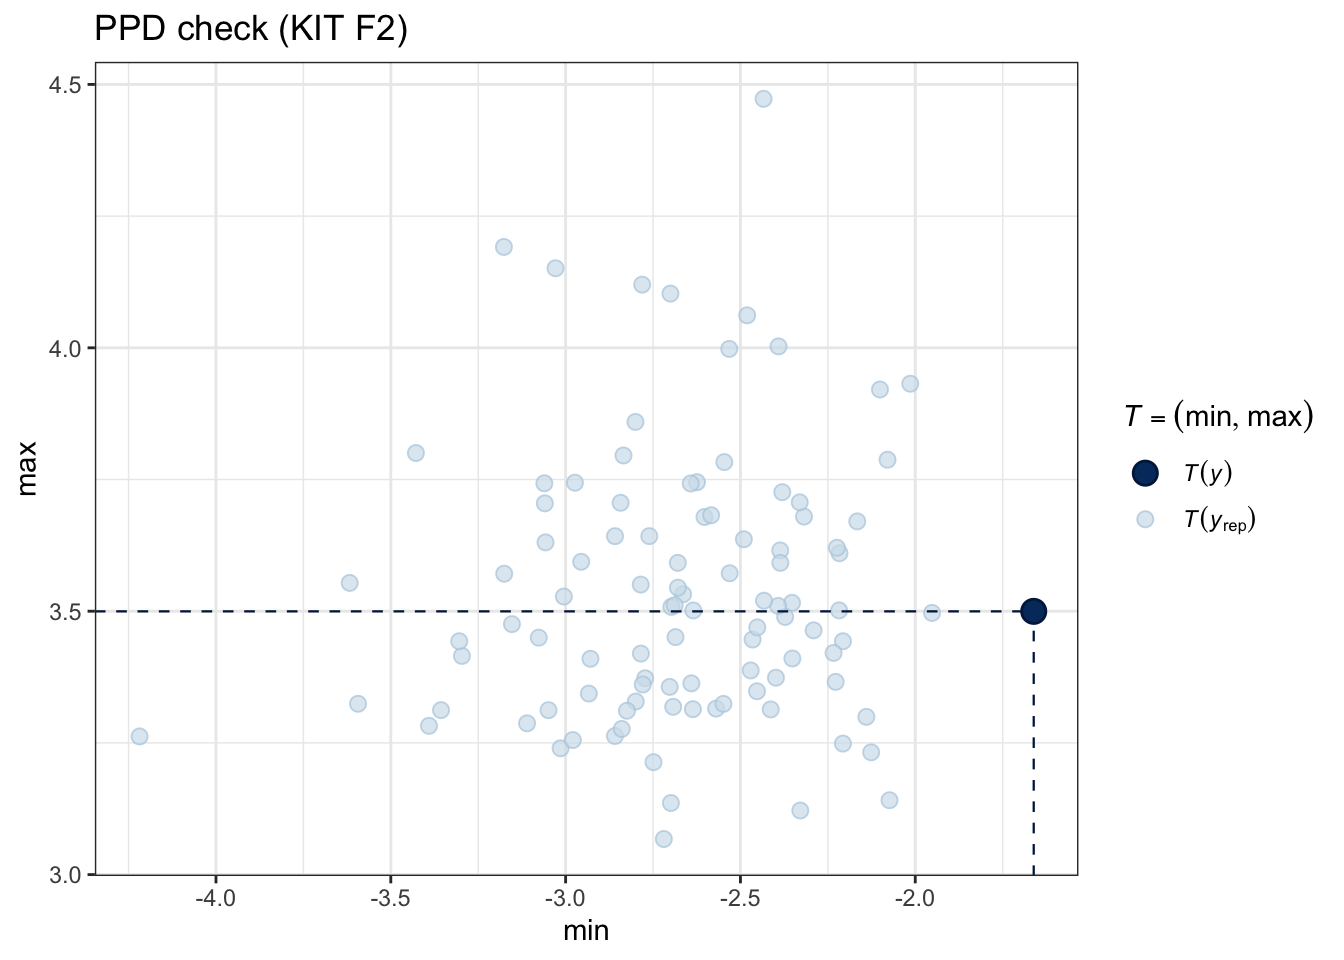 PPD check (KIT F2)
4.5
4.0
3.5
3.0
max
-4.0 -3.5 -3.0 -2.5 -2.0
min
T = (min, max)
T(y)
T(yrep)